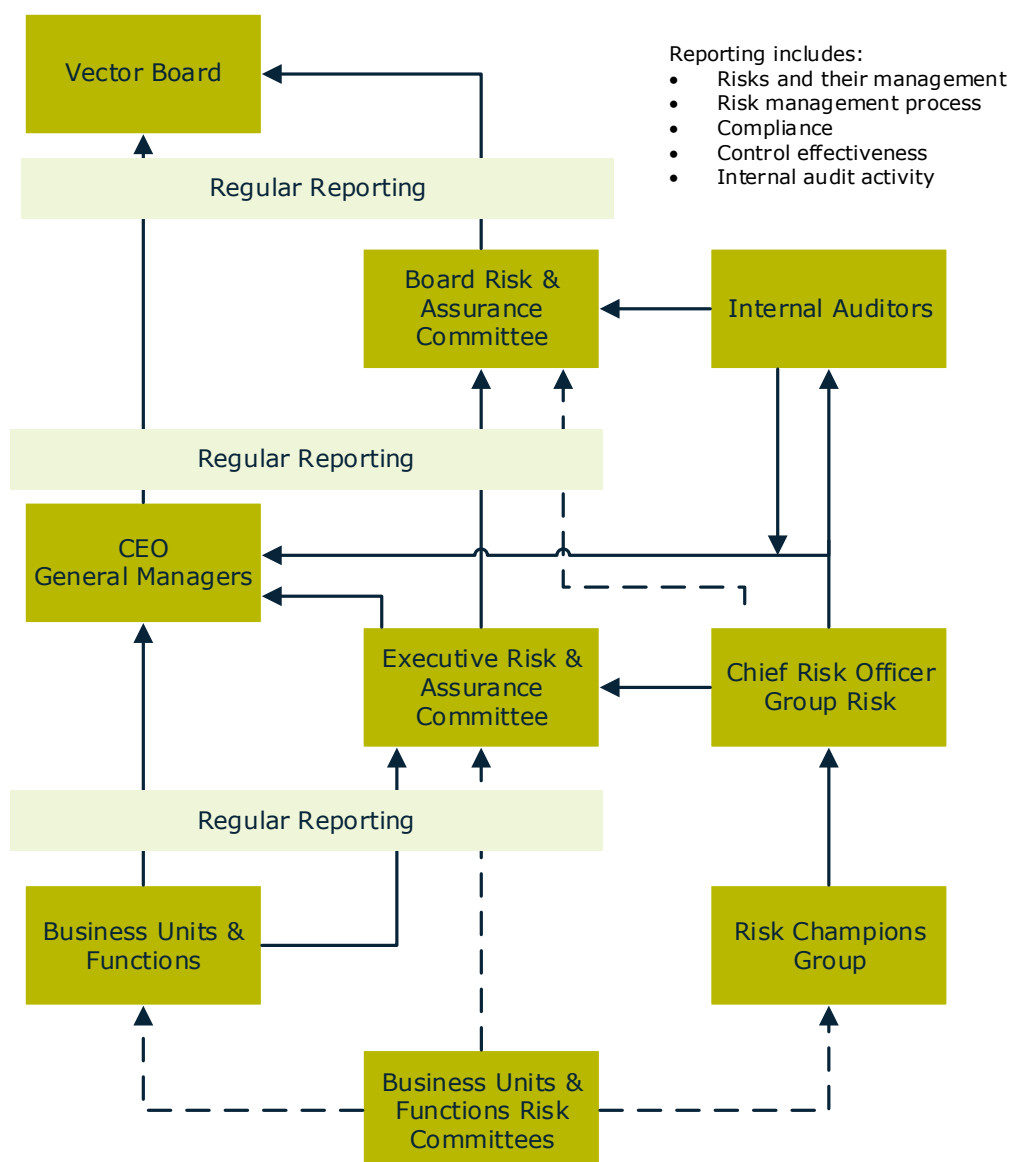 Vector Board
Reporting includes:
• Risks and their management
• Risk management process
• Compliance
• Control effectiveness
• Internal audit activity
Regular Reporting
Board Risk &
Assurance
Committee
Internal Auditors
Regular Reporting
CEO
General Managers
Executive Risk &
Assurance
Committee
Chief Risk Officer
Group Risk
Regular Reporting
Business Units &
Functions
Risk Champions
Group
Business Units &
Functions Risk
Committees